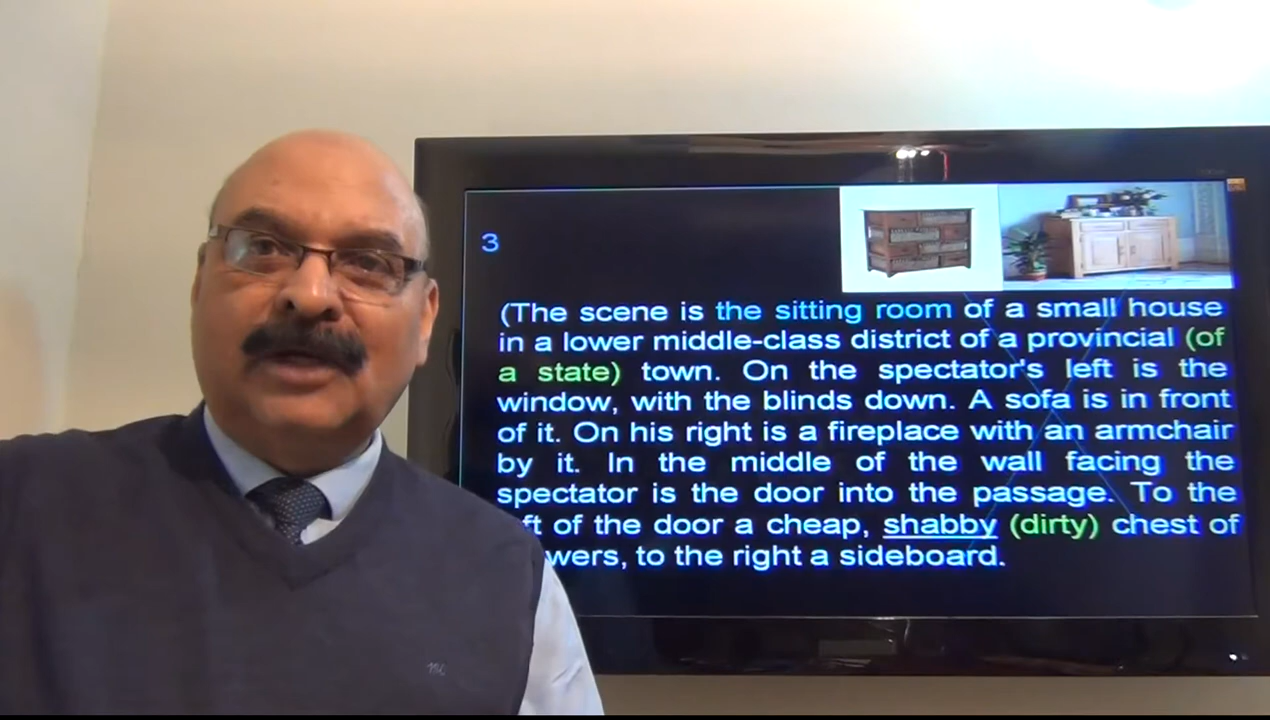 3
(The scene is the sitting room of a small house
in a lower middle-class district of a provincial (of
a state) town. On the spectator's left is the
window, with the blinds down. A sofa is in front
of it. On his right is a fireplace with an armchair
by it. In the middle of the wall facing the
spectator is the door into the passage. To the
ft of the door a cheap, shabby (dirty) chest of
wers, to the right a sideboard.